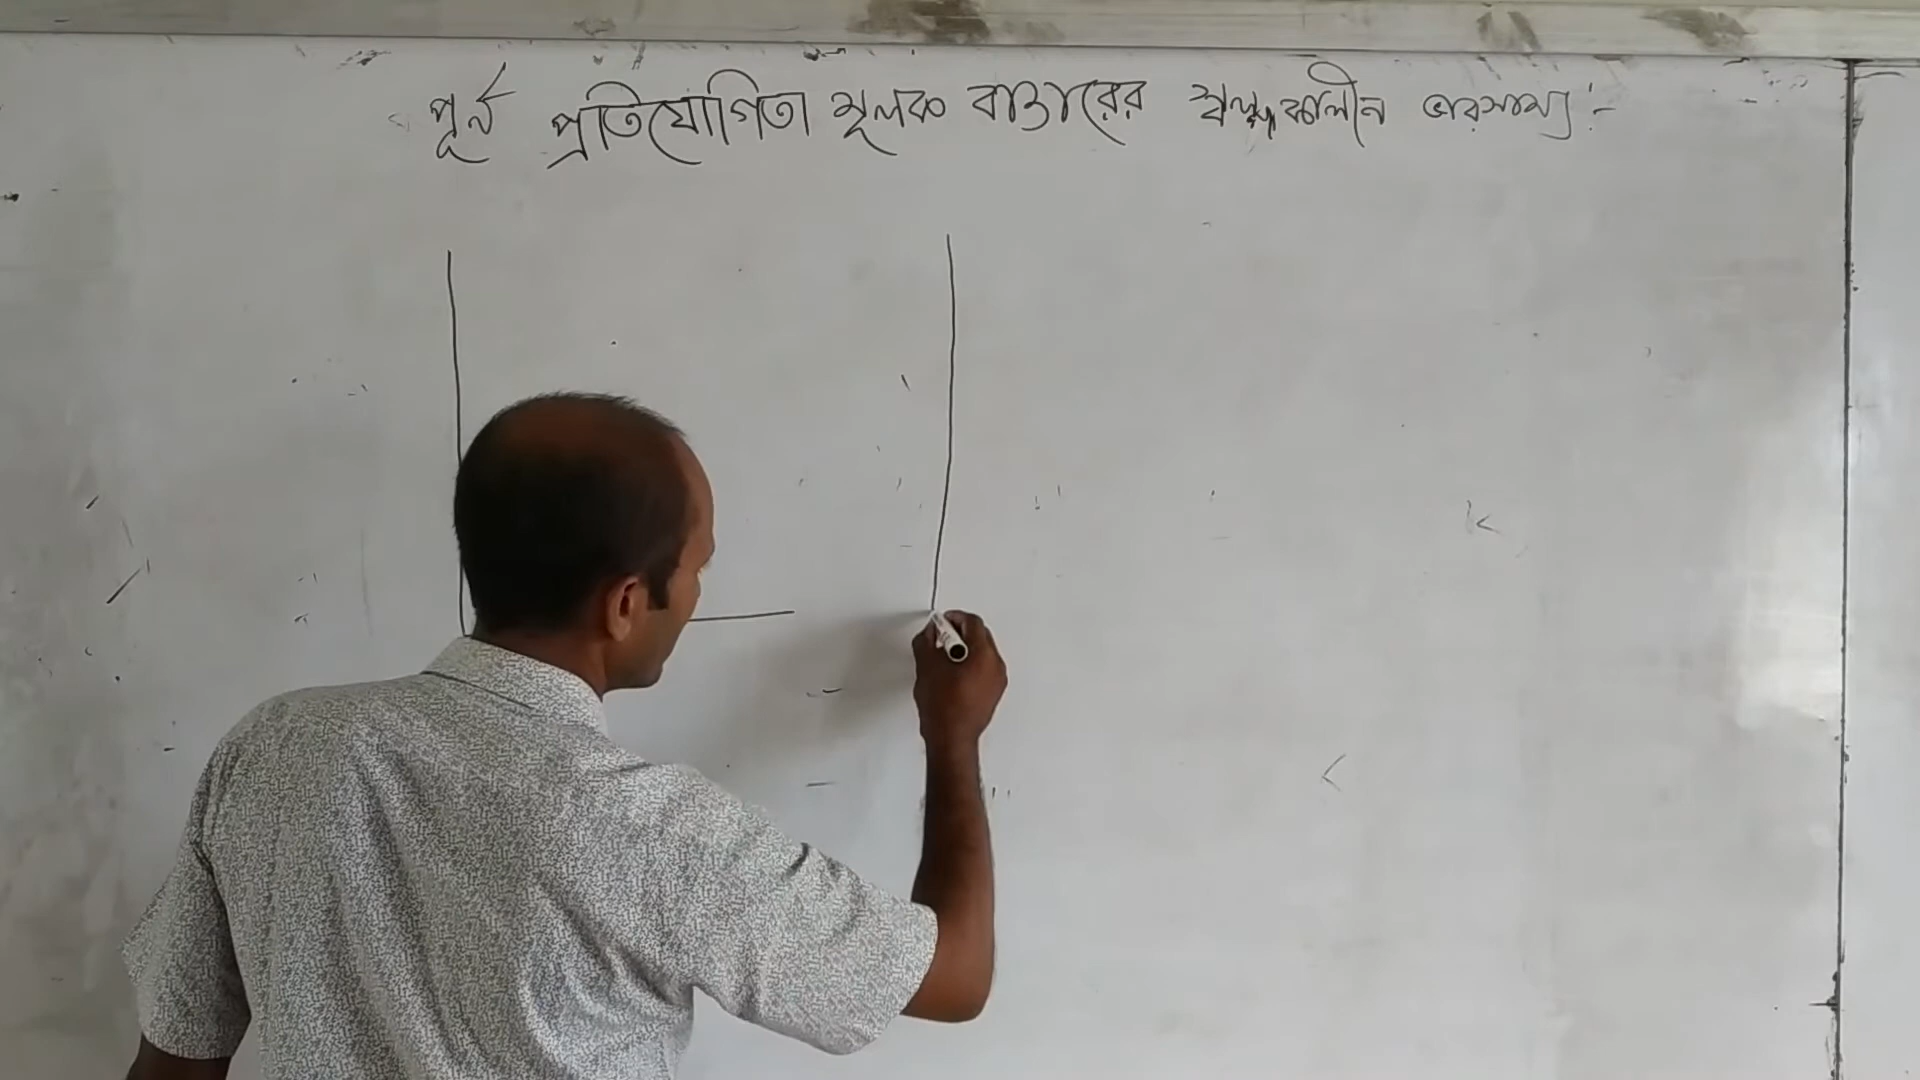 পূর্ন প্রতিযোগিতা মূলক বাজারের স্বল্পকালীন ভারসাম্য :-